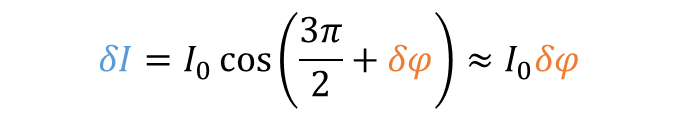 δI = I₀ cos(3π/2 + δφ) ≈ I₀δφ